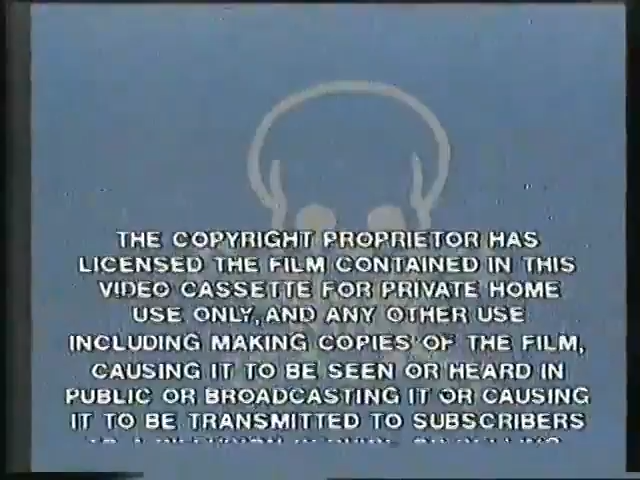 THE COPYRIGHT PROPRIETOR HAS
LICENSED THE FILM CONTAINED IN THIS
VIDEO CASSETTE FOR PRIVATE HOME
USE ONLY, AND ANY OTHER USE
INCLUDING MAKING COPIES OF THE FILM,
CAUSING IT TO BE SEEN OR HEARD IN
PUBLIC OR BROADCASTING IT OR CAUSING
IT TO BE TRANSMITTED TO SUBSCRIBERS